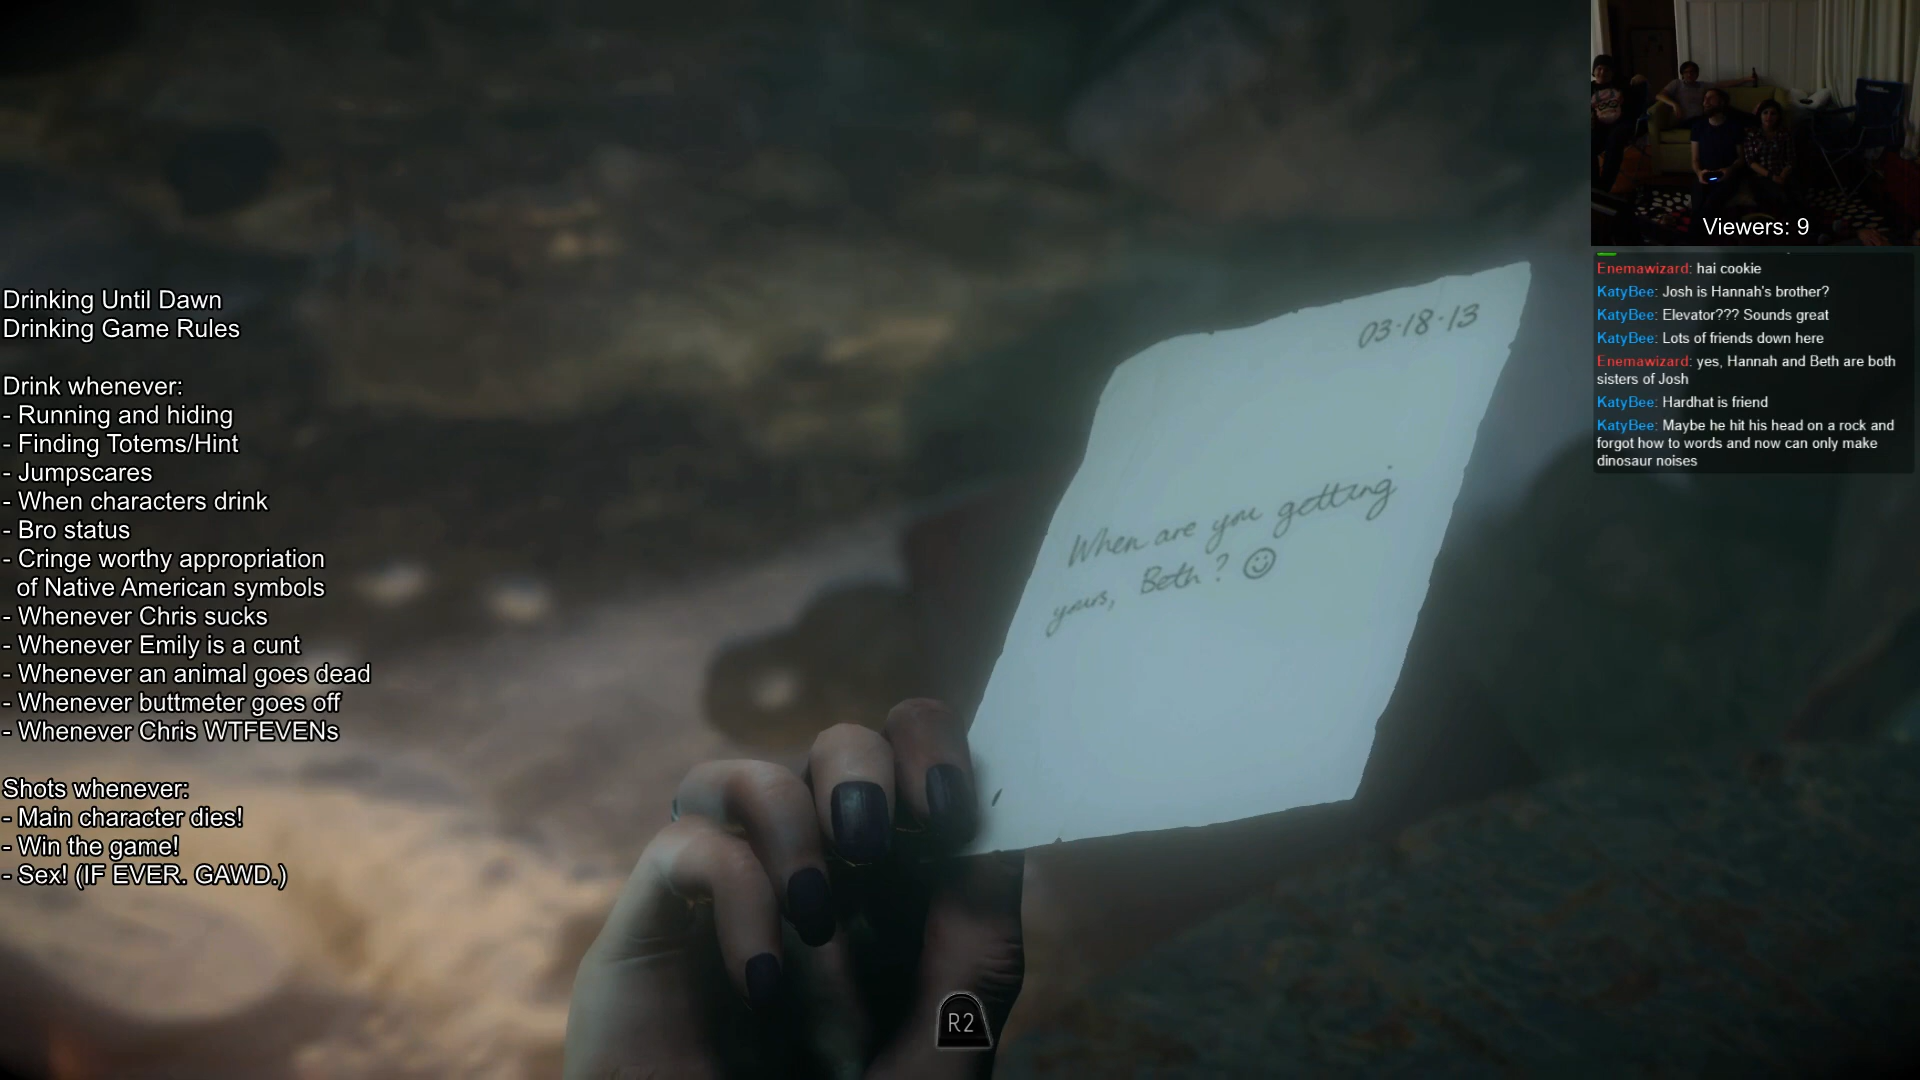 Drinking Until Dawn
Drinking Game Rules
Drink whenever:
- Running and hiding
- Finding Totems/Hint
- Jumpscares
- When characters drink
- Bro status
- Cringe worthy appropriation
of Native American symbols
- Whenever Chris sucks
- Whenever Emily is a cunt
- Whenever an animal goes dead
- Whenever buttmeter goes off
- Whenever Chris WTFEVENs
Shots whenever:
- Main character dies!
- Win the game!
- Sex! (IF EVER. GAWD.)
03-18-13
When are you getting
yours, Beth? ☺
R2
Viewers: 9
Enemawizard: hai cookie
KatyBee: Josh is Hannah's brother?
KatyBee: Elevator??? Sounds great
KatyBee: Lots of friends down here
Enemawizard: yes, Hannah and Beth are both
sisters of Josh
KatyBee: Hardhat is friend
KatyBee: Maybe he hit his head on a rock and
forgot how to words and now can only make
dinosaur noises